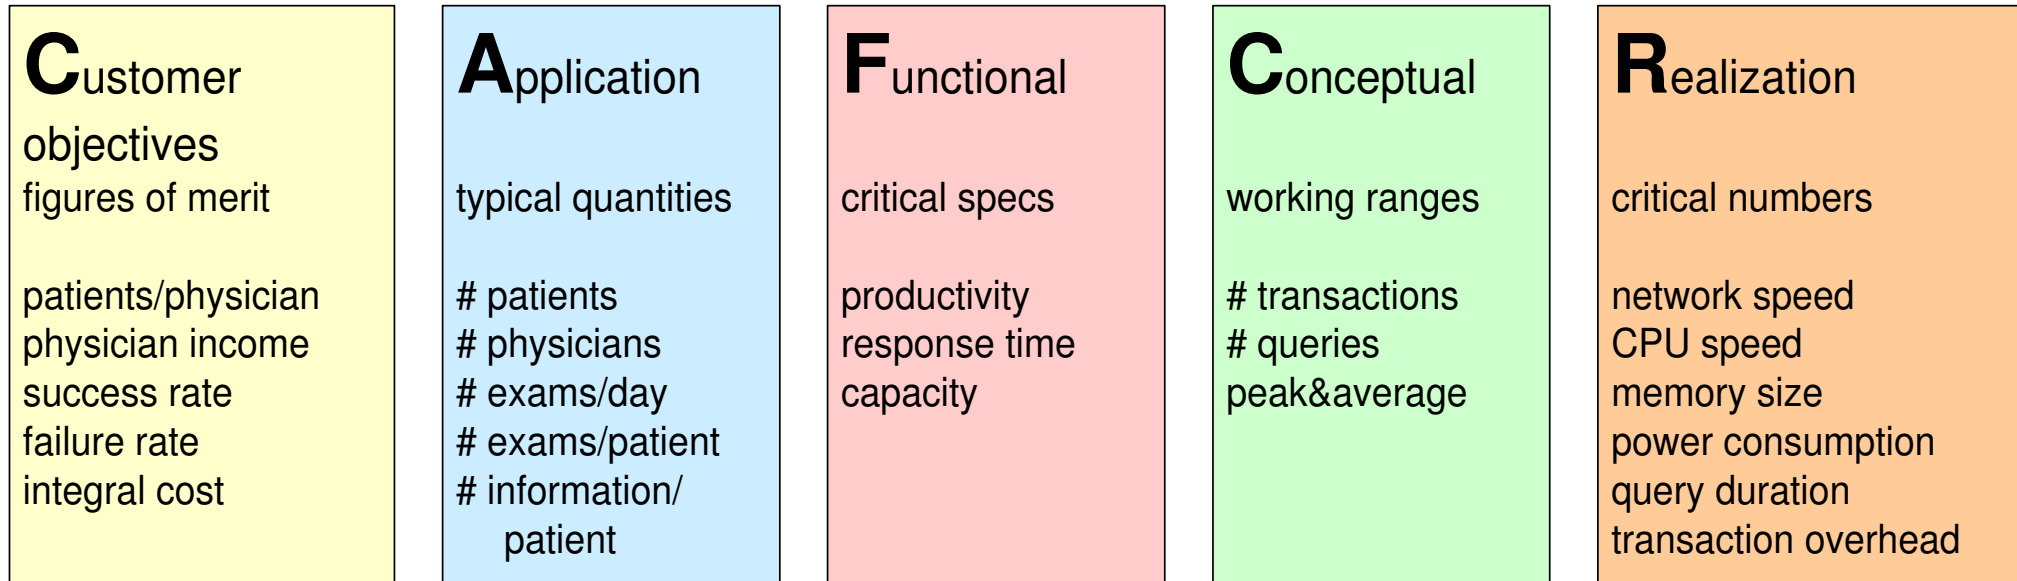 Customer
objectives
figures of merit
patients/physician
physician income
success rate
failure rate
integral cost
Application
typical quantities
# patients
# physicians
# exams/day
# exams/patient
# information/
patient
Functional
critical specs
productivity
response time
capacity
Conceptual
working ranges
# transactions
# queries
peak&average
Realization
critical numbers
network speed
CPU speed
memory size
power consumption
query duration
transaction overhead